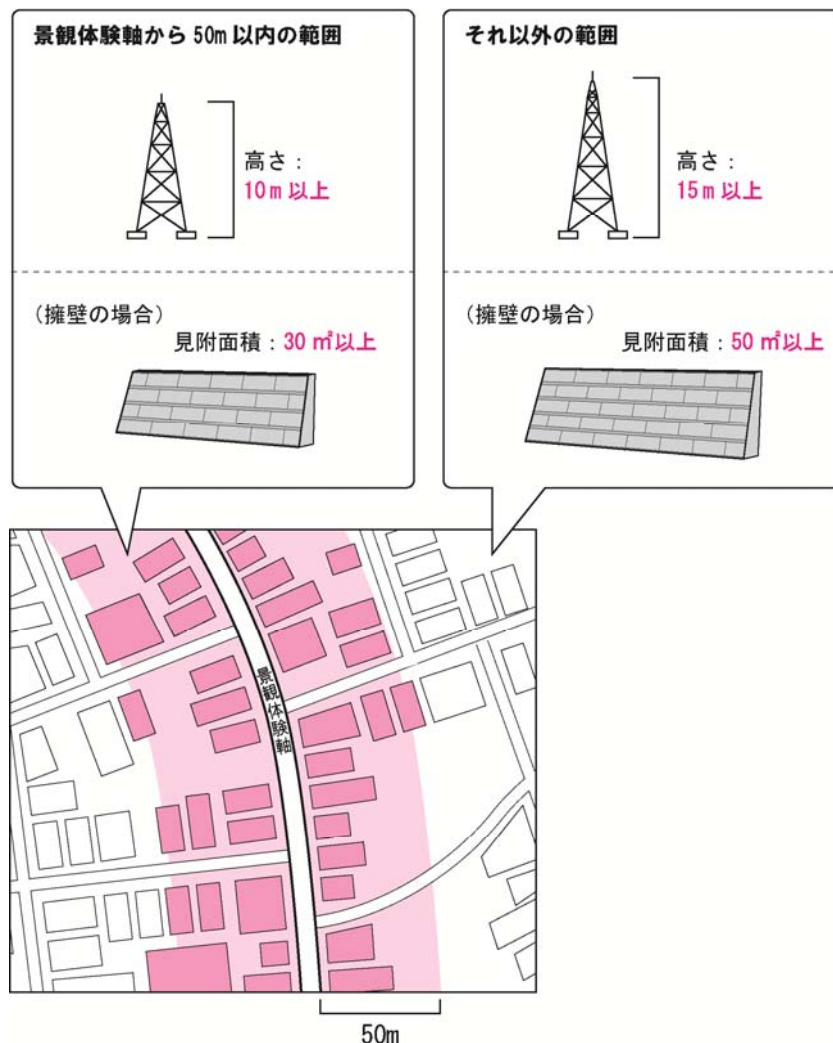 景観体験軸から50m以内の範囲
高さ：
10m以上
（擁壁の場合）
見附面積：30㎡以上
それ以外の範囲
高さ：
15m以上
（擁壁の場合）
見附面積：50㎡以上
景観体験軸
50m